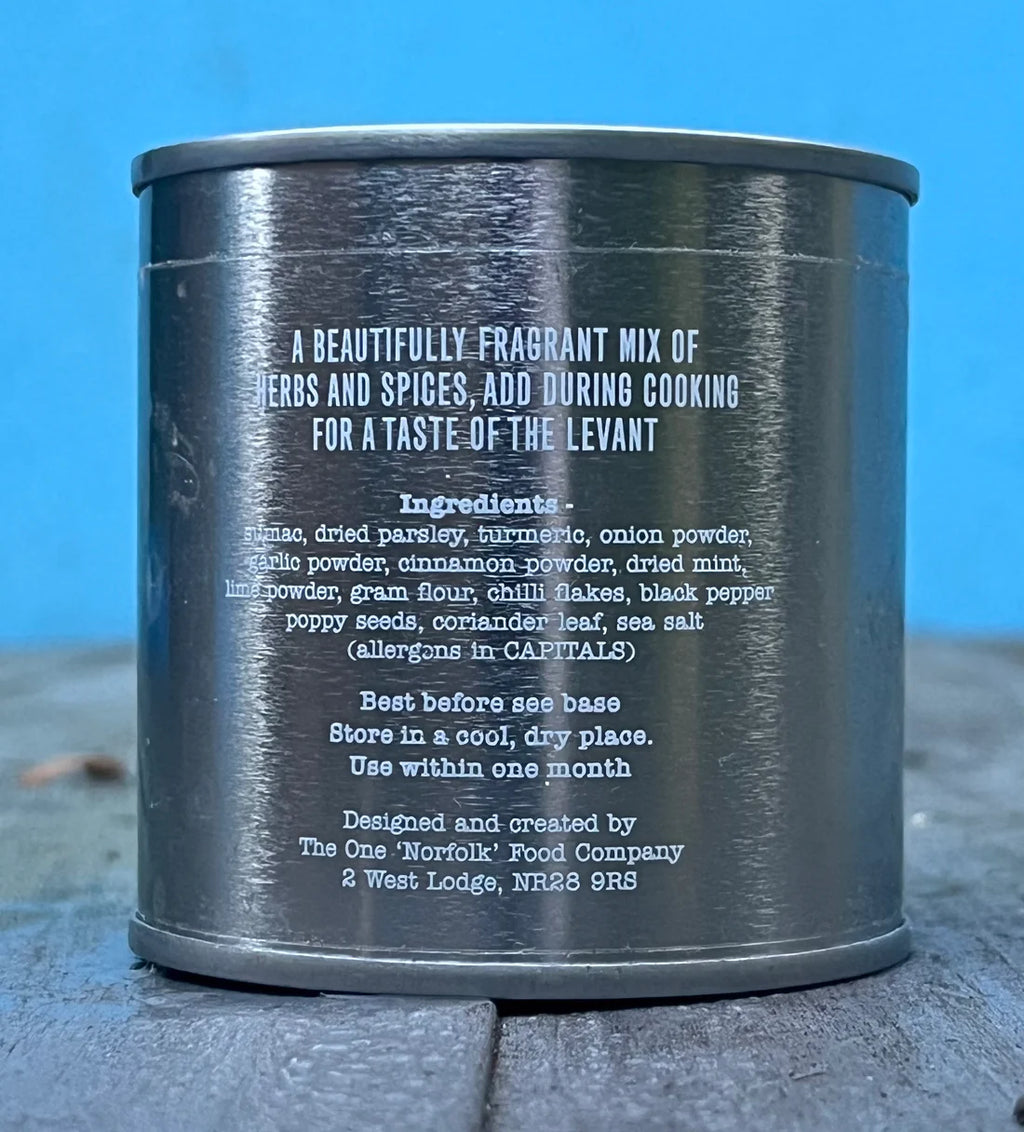 A BEAUTIFULLY FRAGRANT MIX OF
HERBS AND SPICES, ADD DURING COOKING
FOR A TASTE OF THE LEVANT
Ingredients -
sumac, dried parsley, turmeric, onion powder,
garlic powder, cinnamon powder, dried mint,
lime powder, gram flour, chilli flakes, black pepper
poppy seeds, coriander leaf, sea salt
(allergens in CAPITALS)
Best before see base
Store in a cool, dry place.
Use within one month
Designed and created by
The One ‘Norfolk’ Food Company
2 West Lodge, NR28 9RS